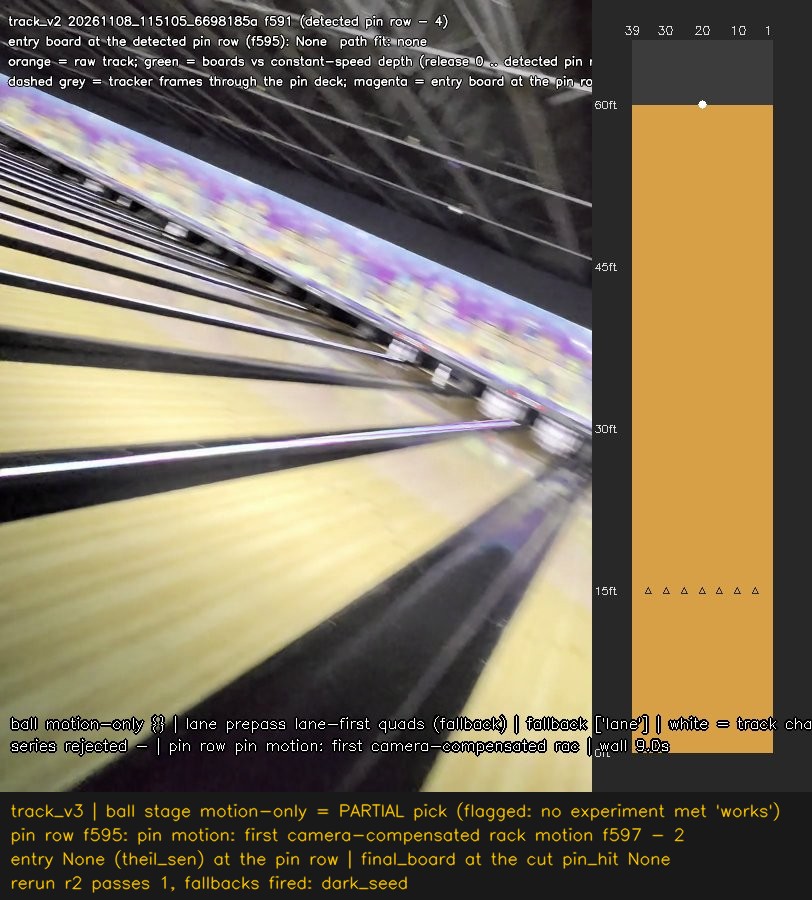 track_v2 20261108_115105_6698185a f591 (detected pin row - 4)
entry board at the detected pin row (f595): None path fit: none
orange = raw track; green = boards vs constant-speed depth (release 0 .. detected pin r
dashed grey = tracker frames through the pin deck; magenta = entry board at the pin ro
39 30 20 10 1
60ft
45ft
30ft
15ft
0ft
ball motion-only {} | lane prepass lane-first quads (fallback) | fallback ['lane'] | white = track cha
series rejected - | pin row pin motion: first camera-compensated rac | wall 9.0s
track_v3 | ball stage motion-only = PARTIAL pick (flagged: no experiment met 'works')
pin row f595: pin motion: first camera-compensated rack motion f597 - 2
entry None (theil_sen) at the pin row | final_board at the cut pin_hit None
rerun r2 passes 1, fallbacks fired: dark_seed